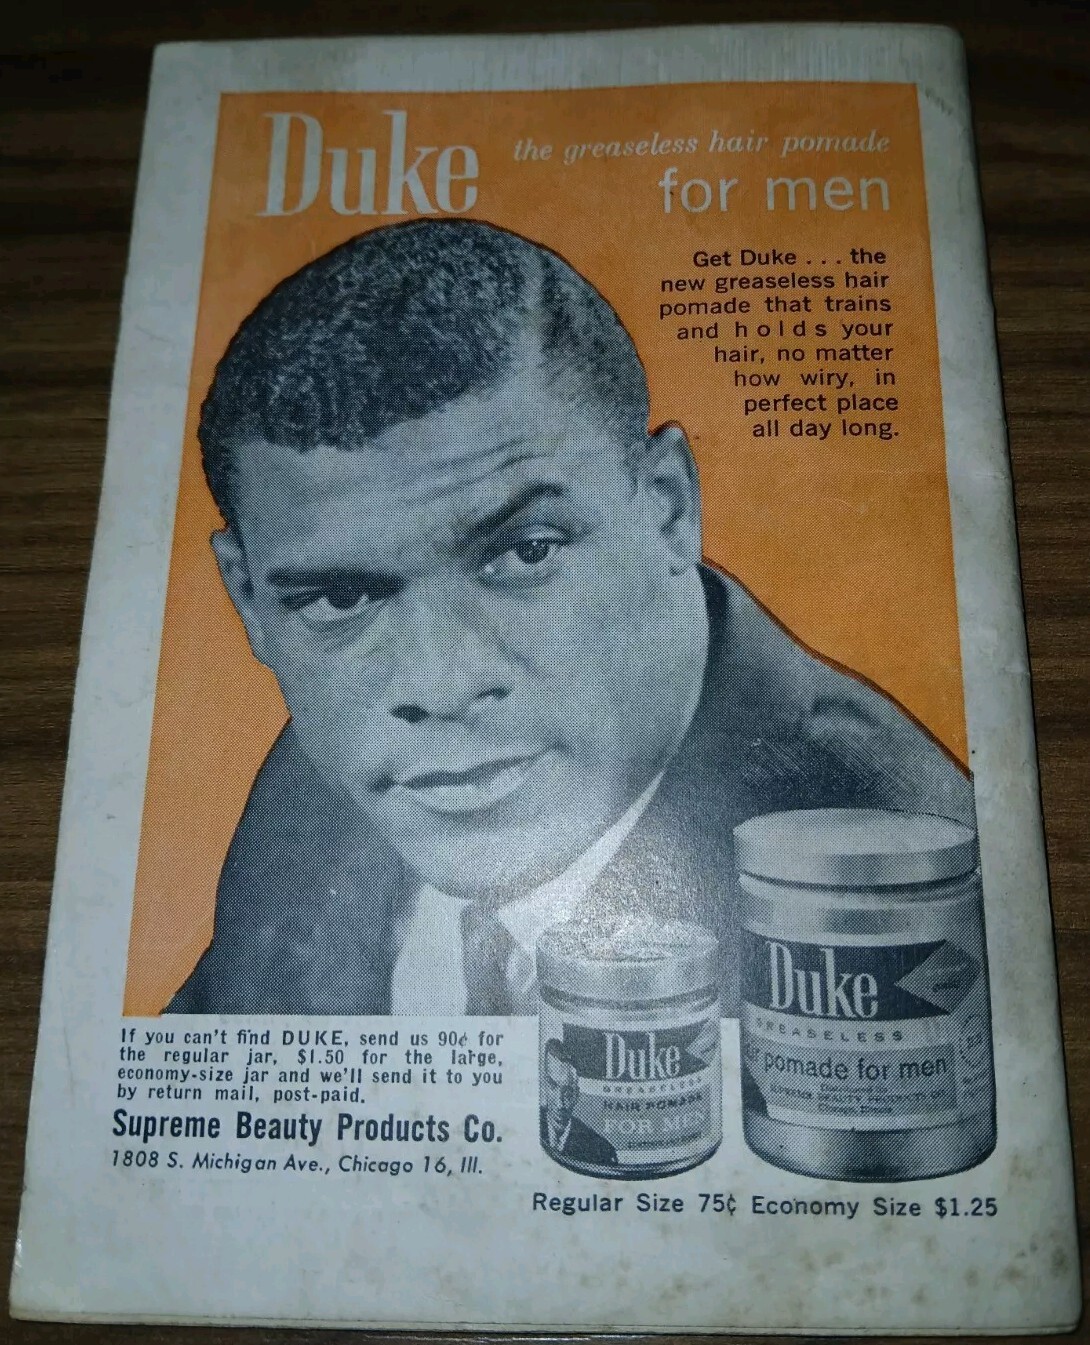 Duke
the greaseless hair pomade
for men
Get Duke . . . the
new greaseless hair
pomade that trains
and holds your
hair, no matter
how wiry, in
perfect place
all day long.
If you can't find DUKE, send us 90¢ for
the regular jar, $1.50 for the large,
economy-size jar and we'll send it to you
by return mail, post-paid.
Supreme Beauty Products Co.
1808 S. Michigan Ave., Chicago 16, Ill.
Duke
GREASELESS
HAIR POMADE
FOR MEN
Duke
GREASELESS
pomade for men
Regular Size 75¢ Economy Size $1.25